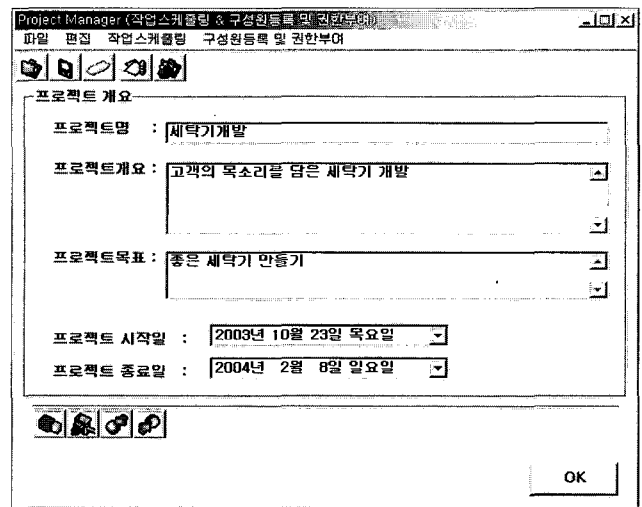 Project Manager (작업스케쥴링 & 구성원등록 및 권한부여)
파일 편집 작업스케쥴링 구성원등록 및 권한부여
프로젝트 개요
프로젝트명 : 세탁기개발
프로젝트개요 : 고객의 목소리를 담은 세탁기 개발
프로젝트목표 : 좋은 세탁기 만들기
프로젝트 시작일 : 2003년 10월 23일 목요일
프로젝트 종료일 : 2004년 2월 8일 일요일
OK